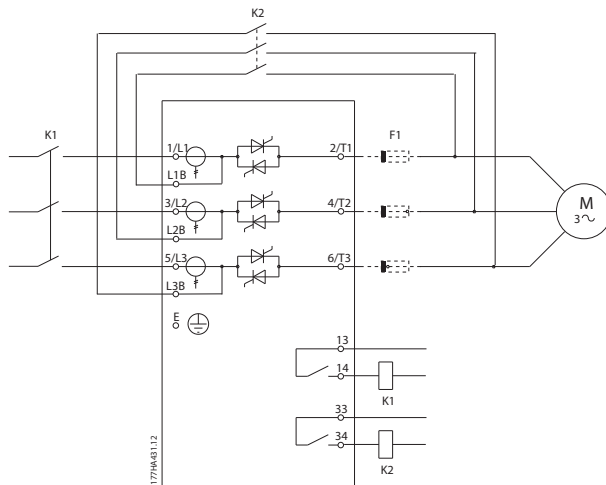 K2
K1
F1
1/L1
2/T1
L1B
3/L2
4/T2
L2B
5/L3
6/T3
L3B
M
3~
E
13
14
K1
33
34
K2
177HA431.12